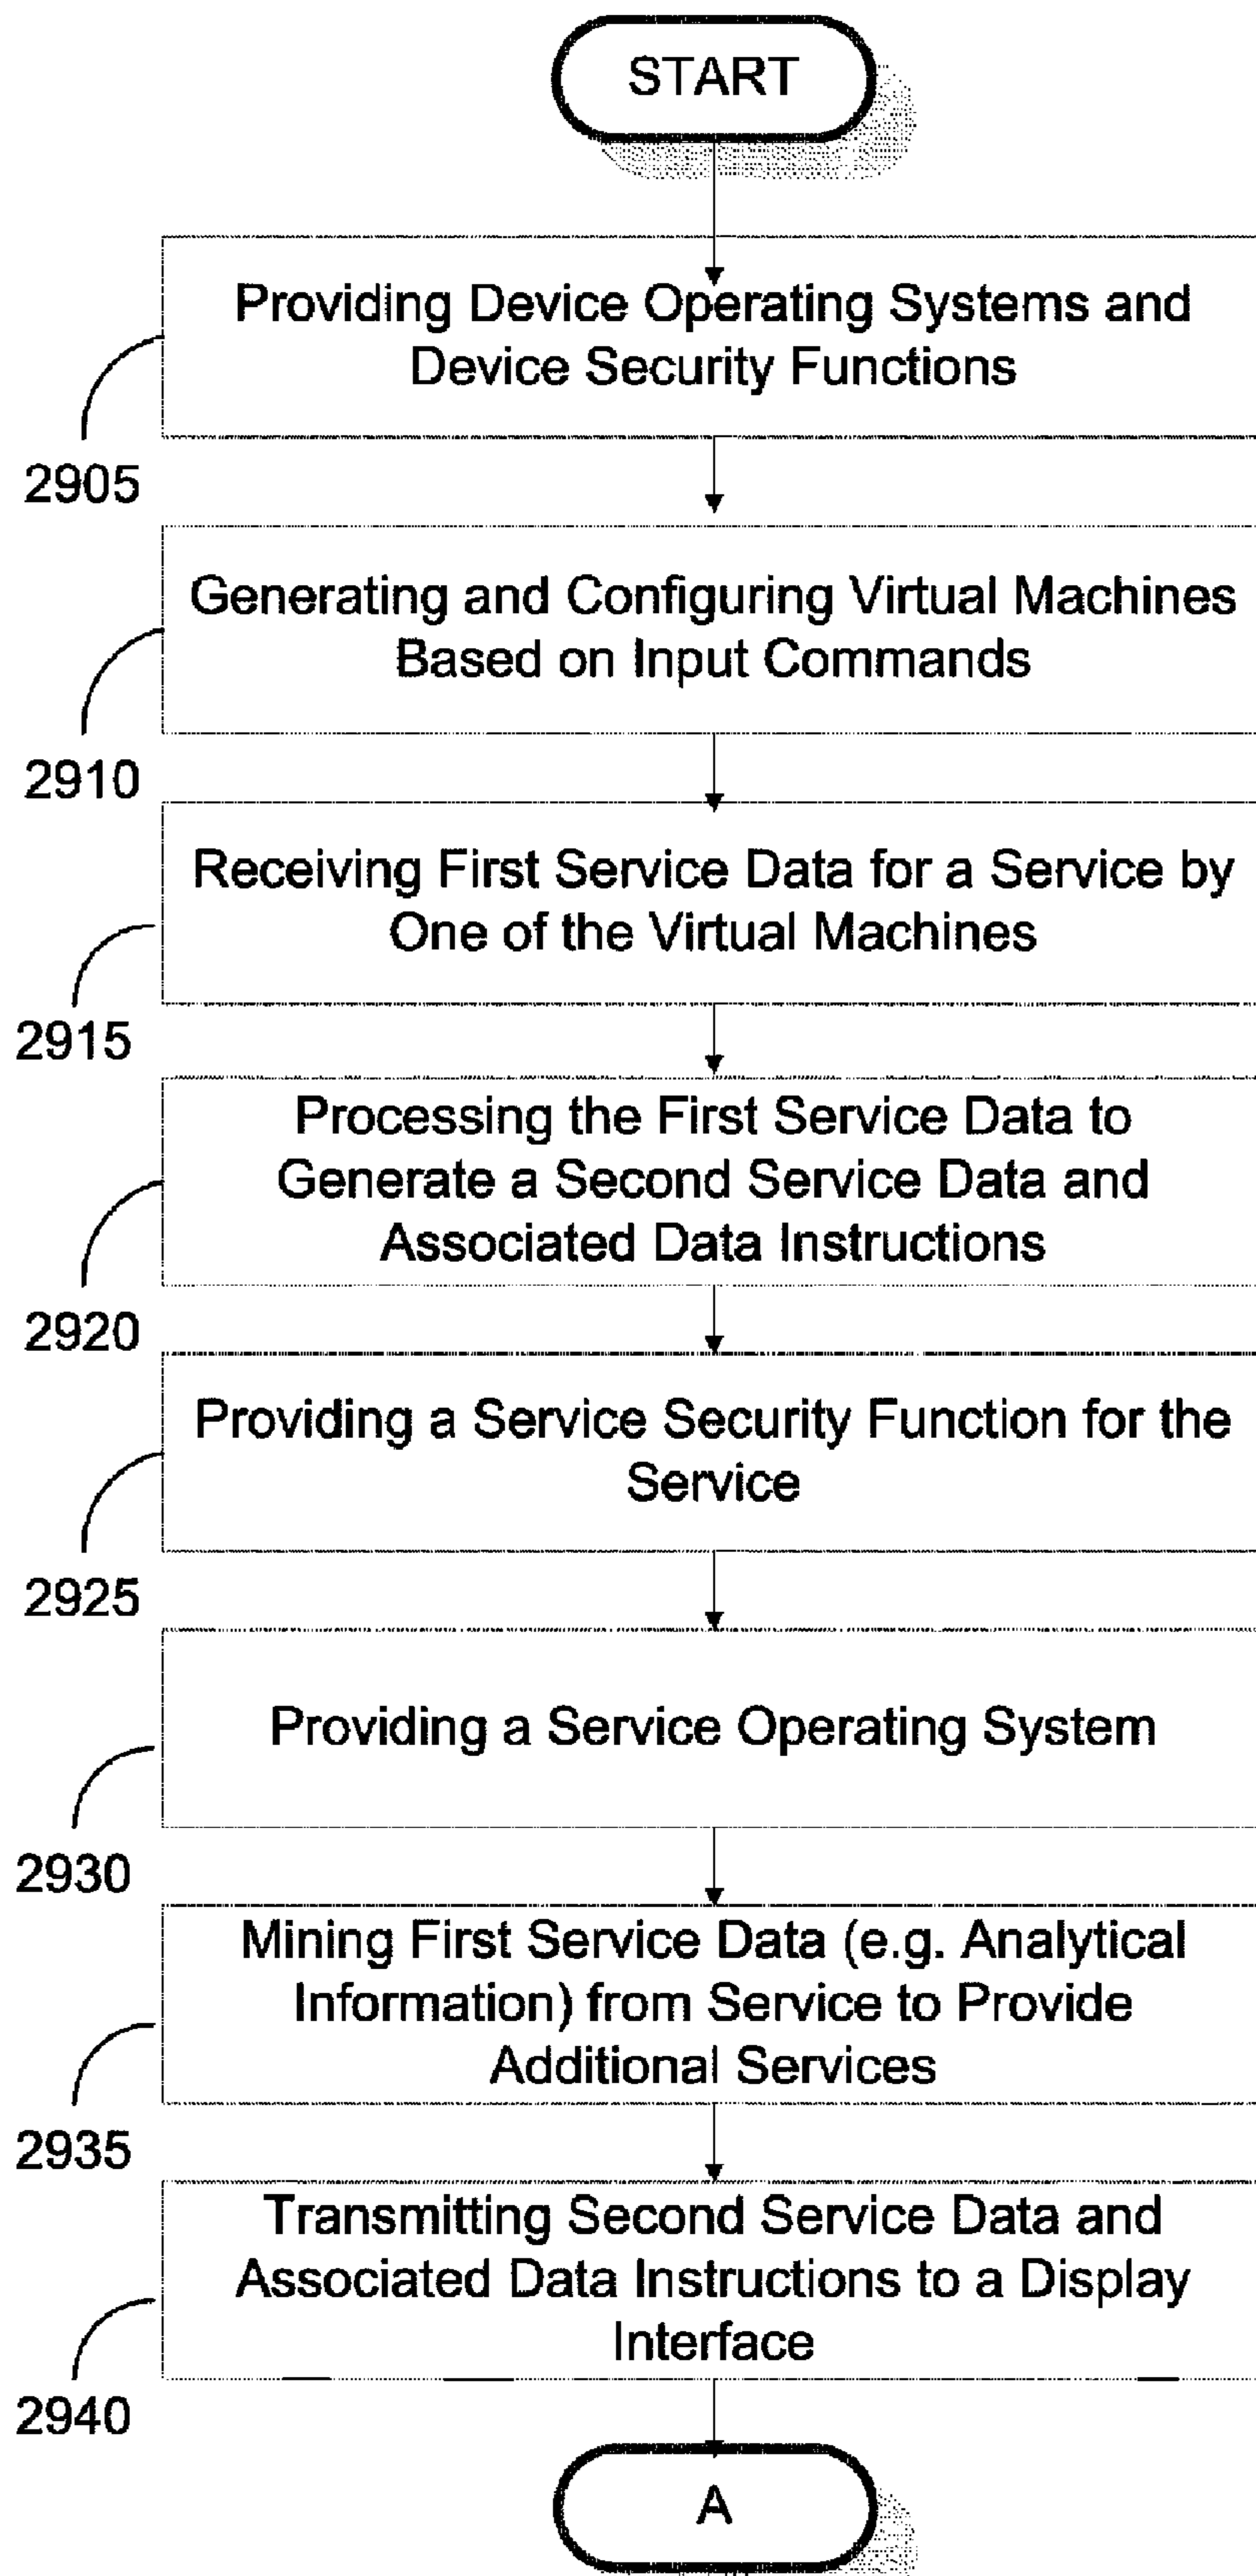 START
Providing Device Operating Systems and
Device Security Functions
2905
Generating and Configuring Virtual Machines
Based on Input Commands
2910
Receiving First Service Data for a Service by
One of the Virtual Machines
2915
Processing the First Service Data to
Generate a Second Service Data and
Associated Data Instructions
2920
Providing a Service Security Function for the
Service
2925
Providing a Service Operating System
2930
Mining First Service Data (e.g. Analytical
Information) from Service to Provide
Additional Services
2935
Transmitting Second Service Data and
Associated Data Instructions to a Display
Interface
2940
A